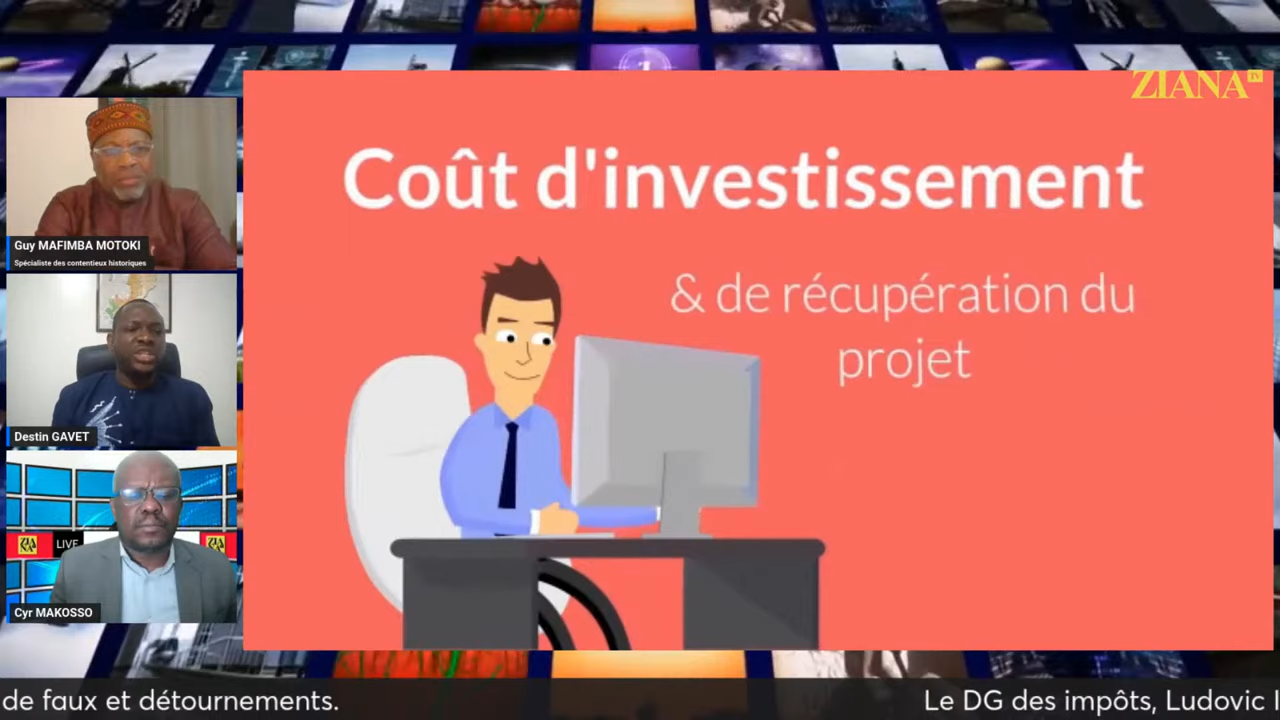 ZIANA TV
Coût d'investissement
& de récupération du
projet
Guy MAFIMBA MOTOKI
Spécialiste des contentieux historiques
Destin GAVET
LIVE
Cyr MAKOSSO
de faux et détournements.
Le DG des impôts, Ludovic